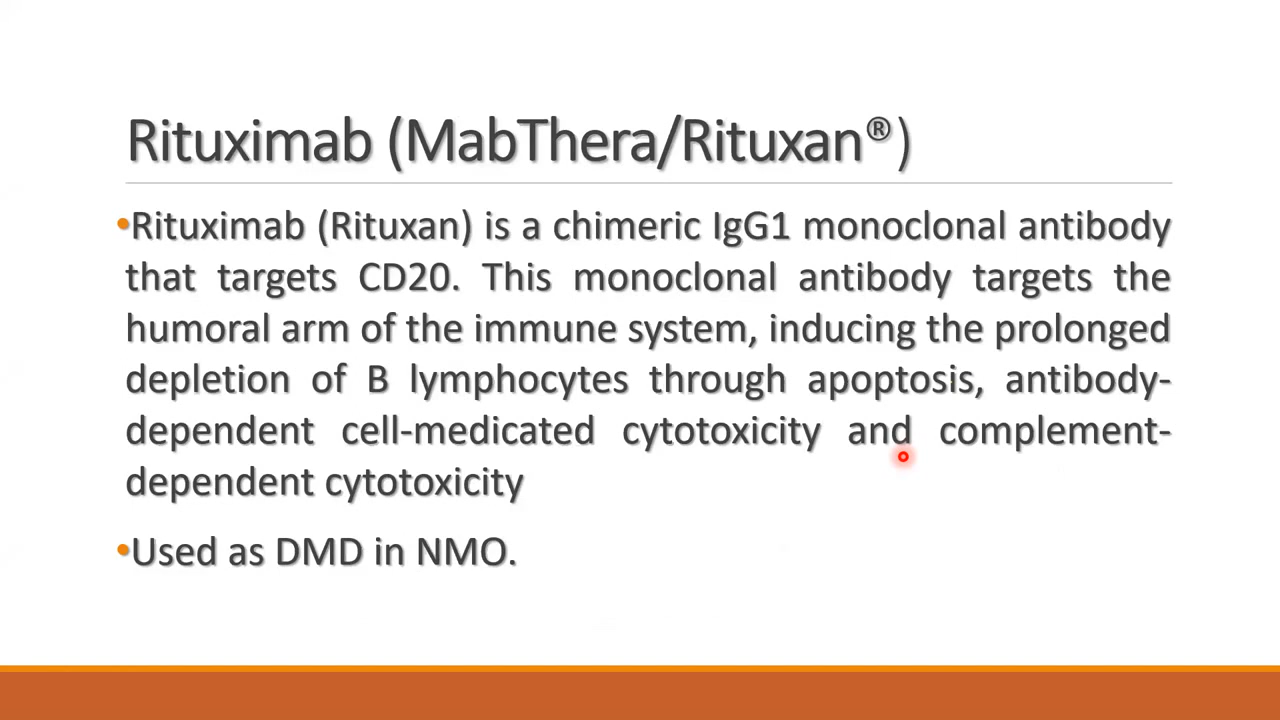 Rituximab (MabThera/Rituxan®)
•Rituximab (Rituxan) is a chimeric IgG1 monoclonal antibody
that targets CD20. This monoclonal antibody targets the
humoral arm of the immune system, inducing the prolonged
depletion of B lymphocytes through apoptosis, antibody-
dependent cell-medicated cytotoxicity and complement-
dependent cytotoxicity
•Used as DMD in NMO.